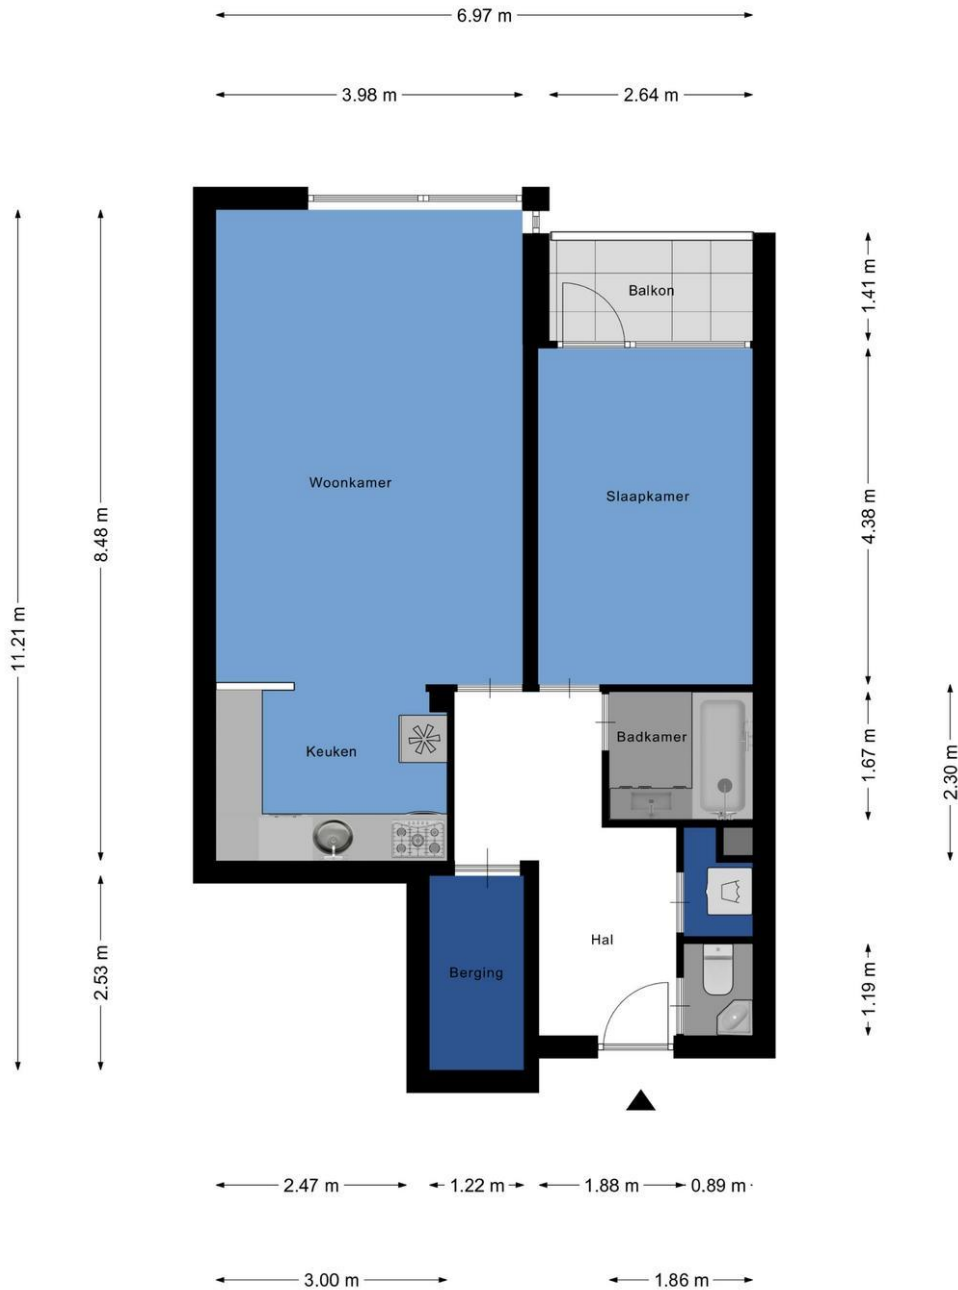 6.97 m
3.98 m
2.64 m
Balkon
1.41 m
Woonkamer
Slaapkamer
4.38 m
8.48 m
11.21 m
Keuken
Badkamer
1.67 m
2.30 m
Hal
Berging
2.53 m
1.19 m
2.47 m
1.22 m
1.88 m
0.89 m
3.00 m
1.86 m